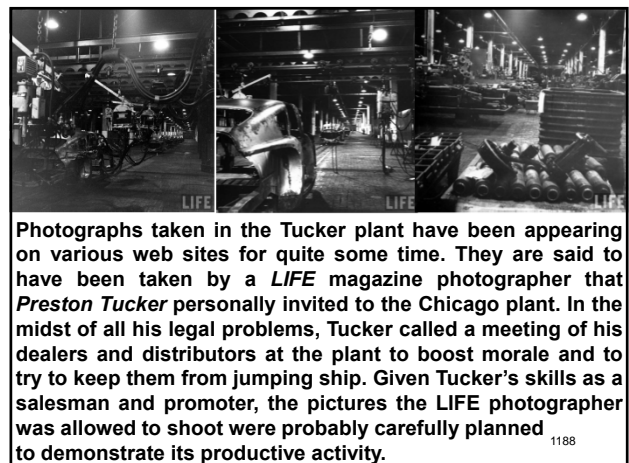 LIFE LIFE LIFE
Photographs taken in the Tucker plant have been appearing
on various web sites for quite some time. They are said to
have been taken by a LIFE magazine photographer that
Preston Tucker personally invited to the Chicago plant. In the
midst of all his legal problems, Tucker called a meeting of his
dealers and distributors at the plant to boost morale and to
try to keep them from jumping ship. Given Tucker’s skills as a
salesman and promoter, the pictures the LIFE photographer
was allowed to shoot were probably carefully planned
1188
to demonstrate its productive activity.